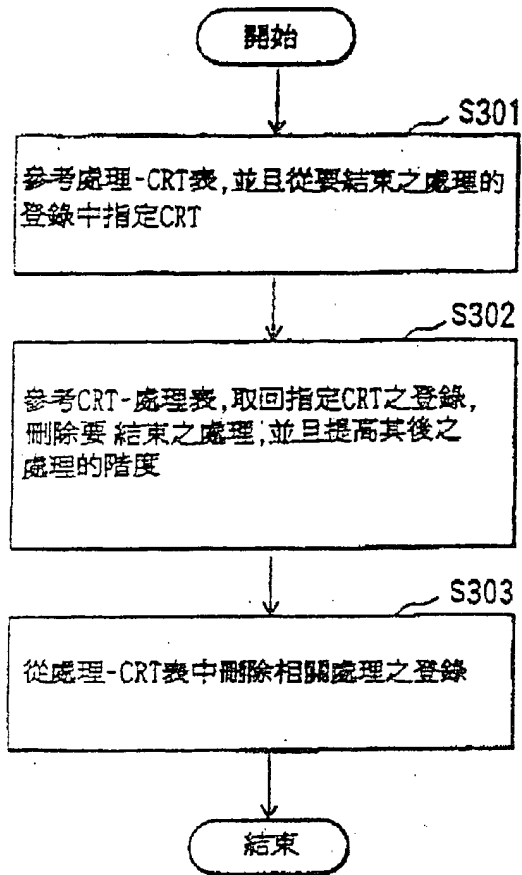 開始
S301
參考處理-CRT表,並且從要結束之處理的
登錄中指定CRT
S302
參考CRT-處理表,取回指定CRT之登錄,
刪除要結束之處理,並且提高其後之
處理的階度
S303
從處理-CRT表中刪除相關處理之登錄
結束